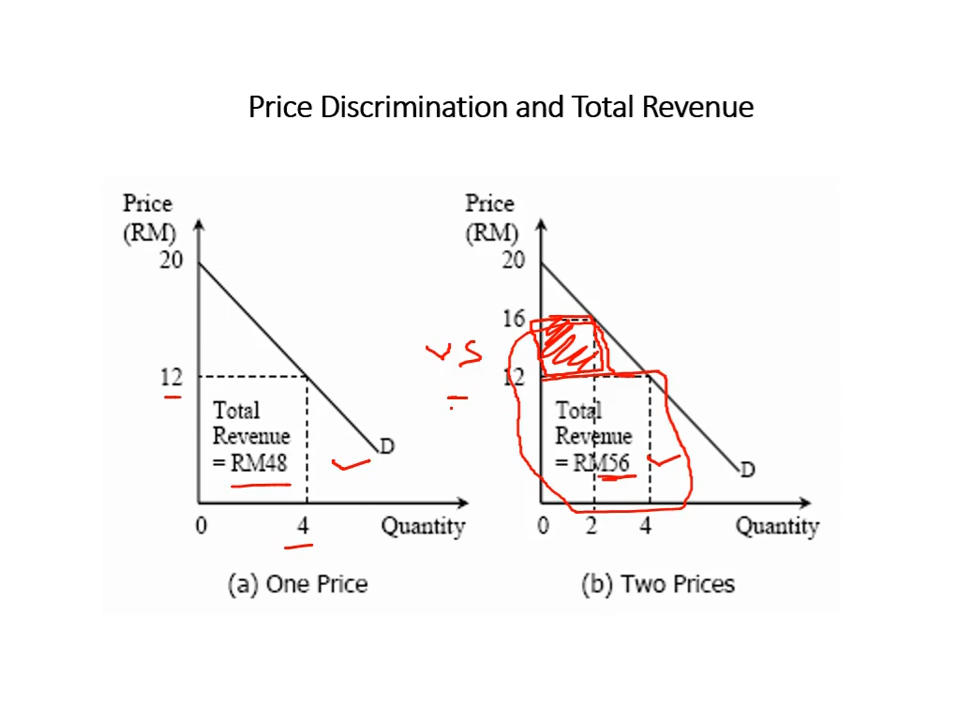 Price Discrimination and Total Revenue
Price
(RM)
20
12
Total
Revenue
= RM48
D
0
4
Quantity
(a) One Price
vs
Price
(RM)
20
16
12
Total
Revenue
= RM56
D
0
2
4
Quantity
(b) Two Prices